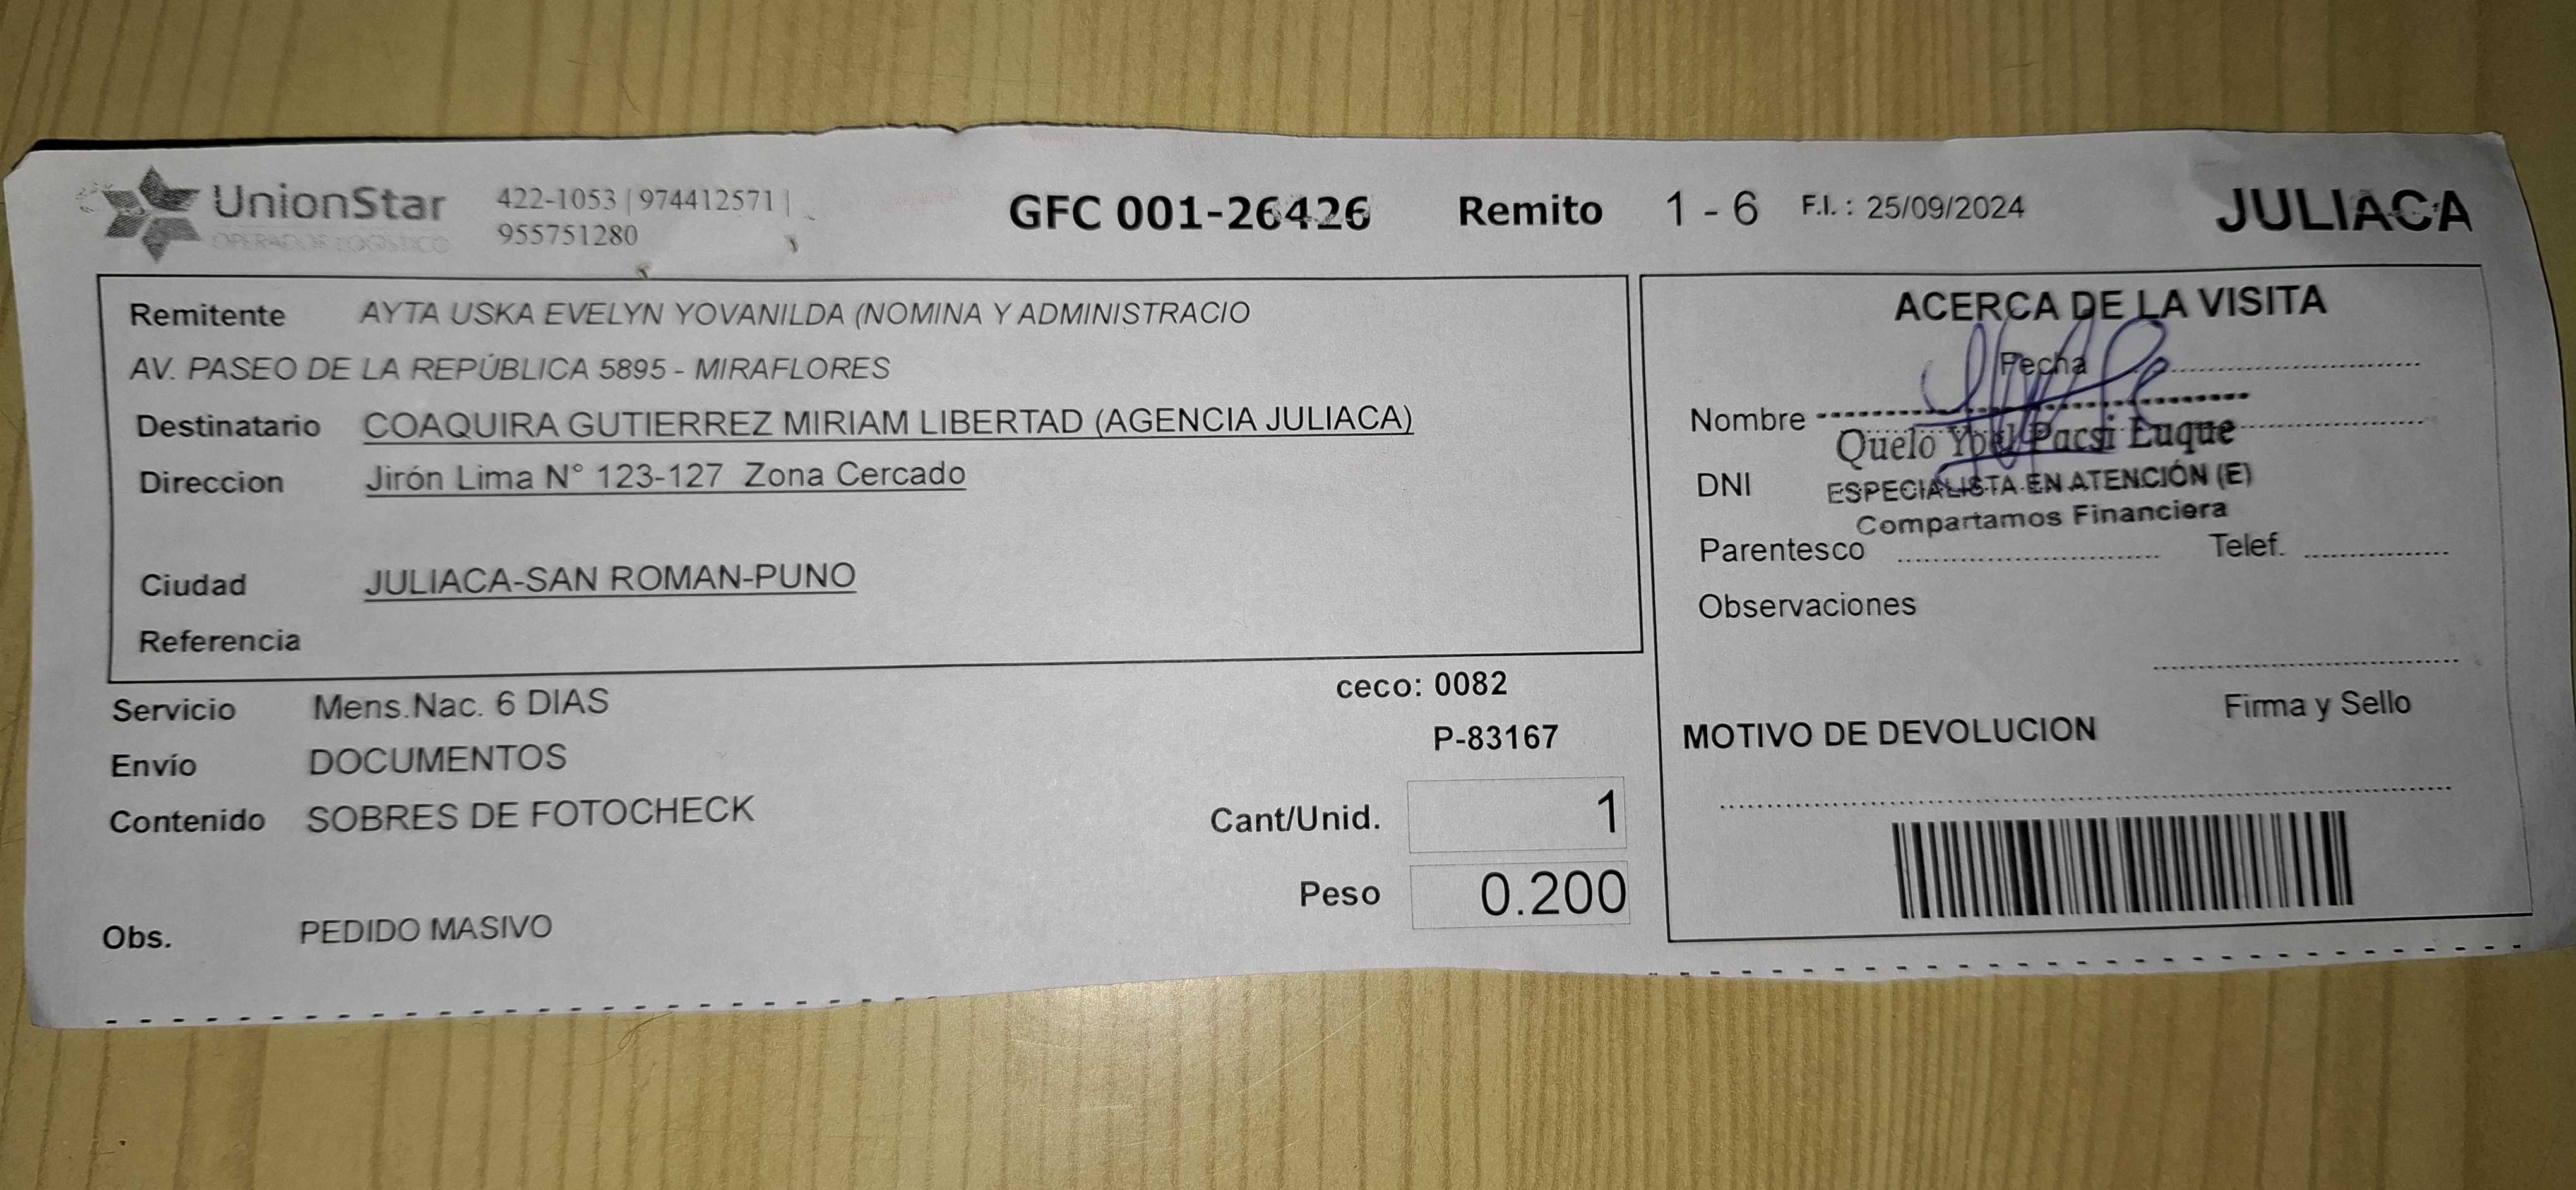 UnionStar
OPERADOR LOGISTICO
422-1053 | 974412571 |
955751280
GFC 001-26426 Remito 1 - 6 F.I. : 25/09/2024 JULIACA
Remitente AYTA USKA EVELYN YOVANILDA (NOMINA Y ADMINISTRACIO
AV. PASEO DE LA REPÚBLICA 5895 - MIRAFLORES
Destinatario COAQUIRA GUTIERREZ MIRIAM LIBERTAD (AGENCIA JULIACA)
Direccion Jirón Lima N° 123-127 Zona Cercado
Ciudad JULIACA-SAN ROMAN-PUNO
Referencia
Servicio Mens.Nac. 6 DIAS
ceco: 0082
Envío DOCUMENTOS
P-83167
Contenido SOBRES DE FOTOCHECK
Cant/Unid. 1
Peso 0.200
Obs. PEDIDO MASIVO
ACERCA DE LA VISITA
Fecha
Nombre
Quelo Yoel Pacsi Luque
DNI
ESPECIALISTA EN ATENCIÓN (E)
Compartamos Financiera
Parentesco Telef.
Observaciones
Firma y Sello
MOTIVO DE DEVOLUCION